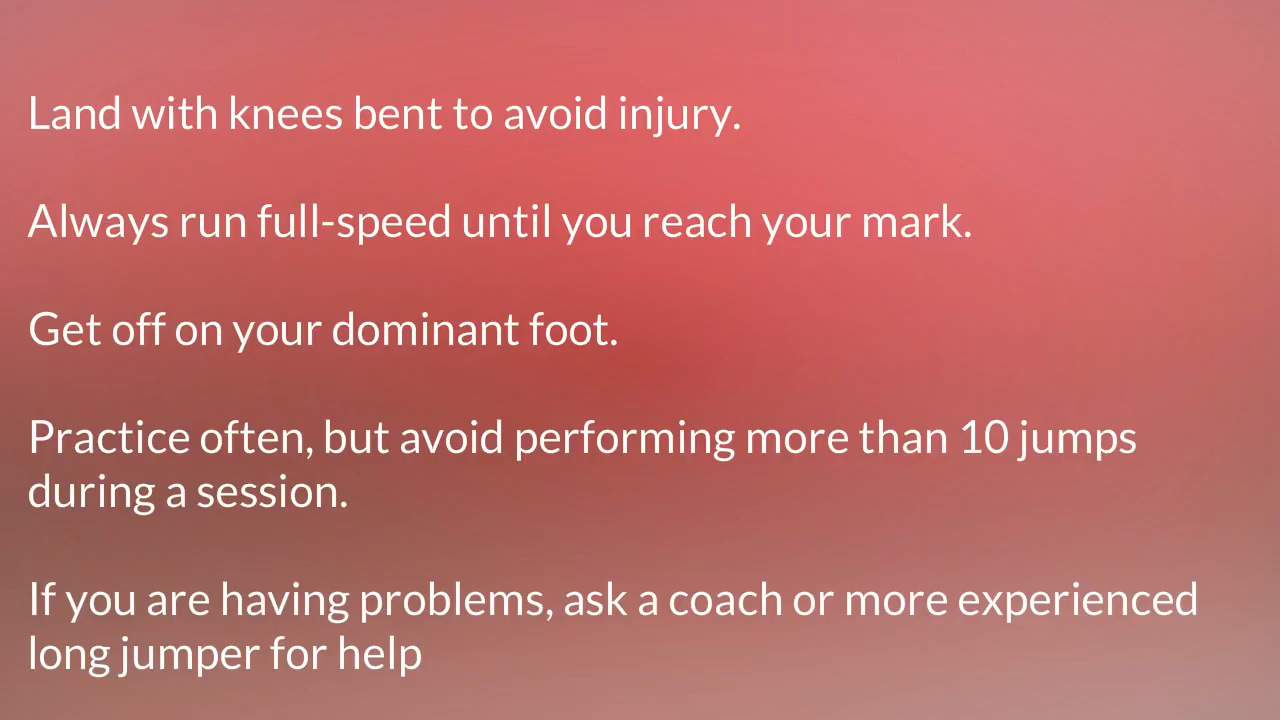 Land with knees bent to avoid injury.
Always run full-speed until you reach your mark.
Get off on your dominant foot.
Practice often, but avoid performing more than 10 jumps
during a session.
If you are having problems, ask a coach or more experienced
long jumper for help